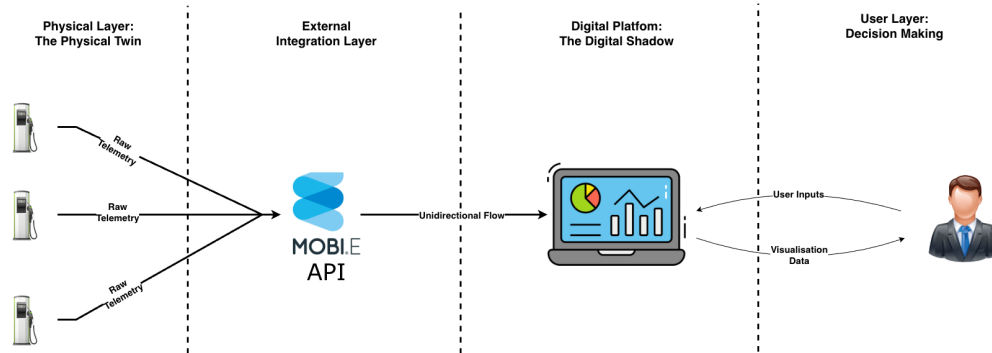 Physical Layer:
The Physical Twin
External
Integration Layer
Digital Platfom:
The Digital Shadow
User Layer:
Decision Making
Raw
Telemetry
Raw
Telemetry
Raw
Telemetry
MOBI.E
API
Unidirectional Flow
User Inputs
Visualisation
Data